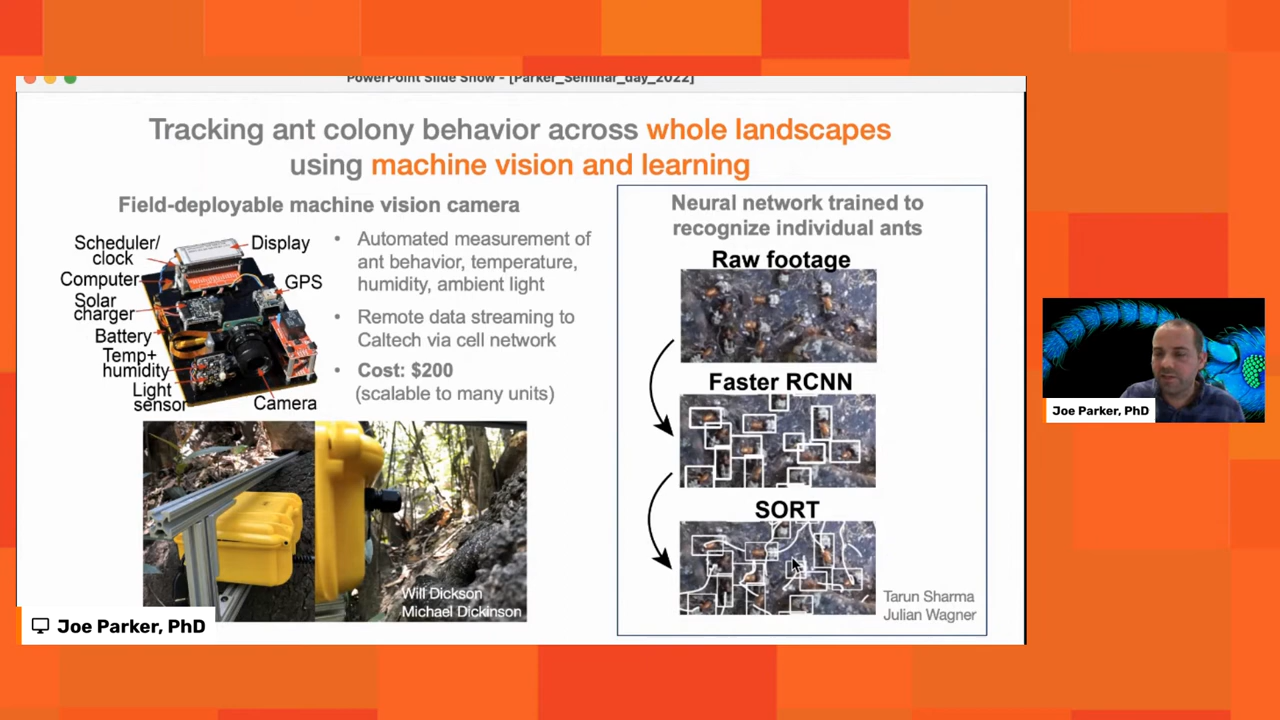 PowerPoint Slide Show - [Parker_Seminar_day_2022]
Tracking ant colony behavior across whole landscapes
using machine vision and learning
Field-deployable machine vision camera
Scheduler/
clock
Display
Computer
GPS
Solar
charger
Battery
Temp+
humidity
Light
sensor
Camera
• Automated measurement of
ant behavior, temperature,
humidity, ambient light
• Remote data streaming to
Caltech via cell network
• Cost: $200
(scalable to many units)
Will Dickson
Michael Dickinson
Neural network trained to
recognize individual ants
Raw footage
Faster RCNN
SORT
Tarun Sharma
Julian Wagner
Joe Parker, PhD
Joe Parker, PhD